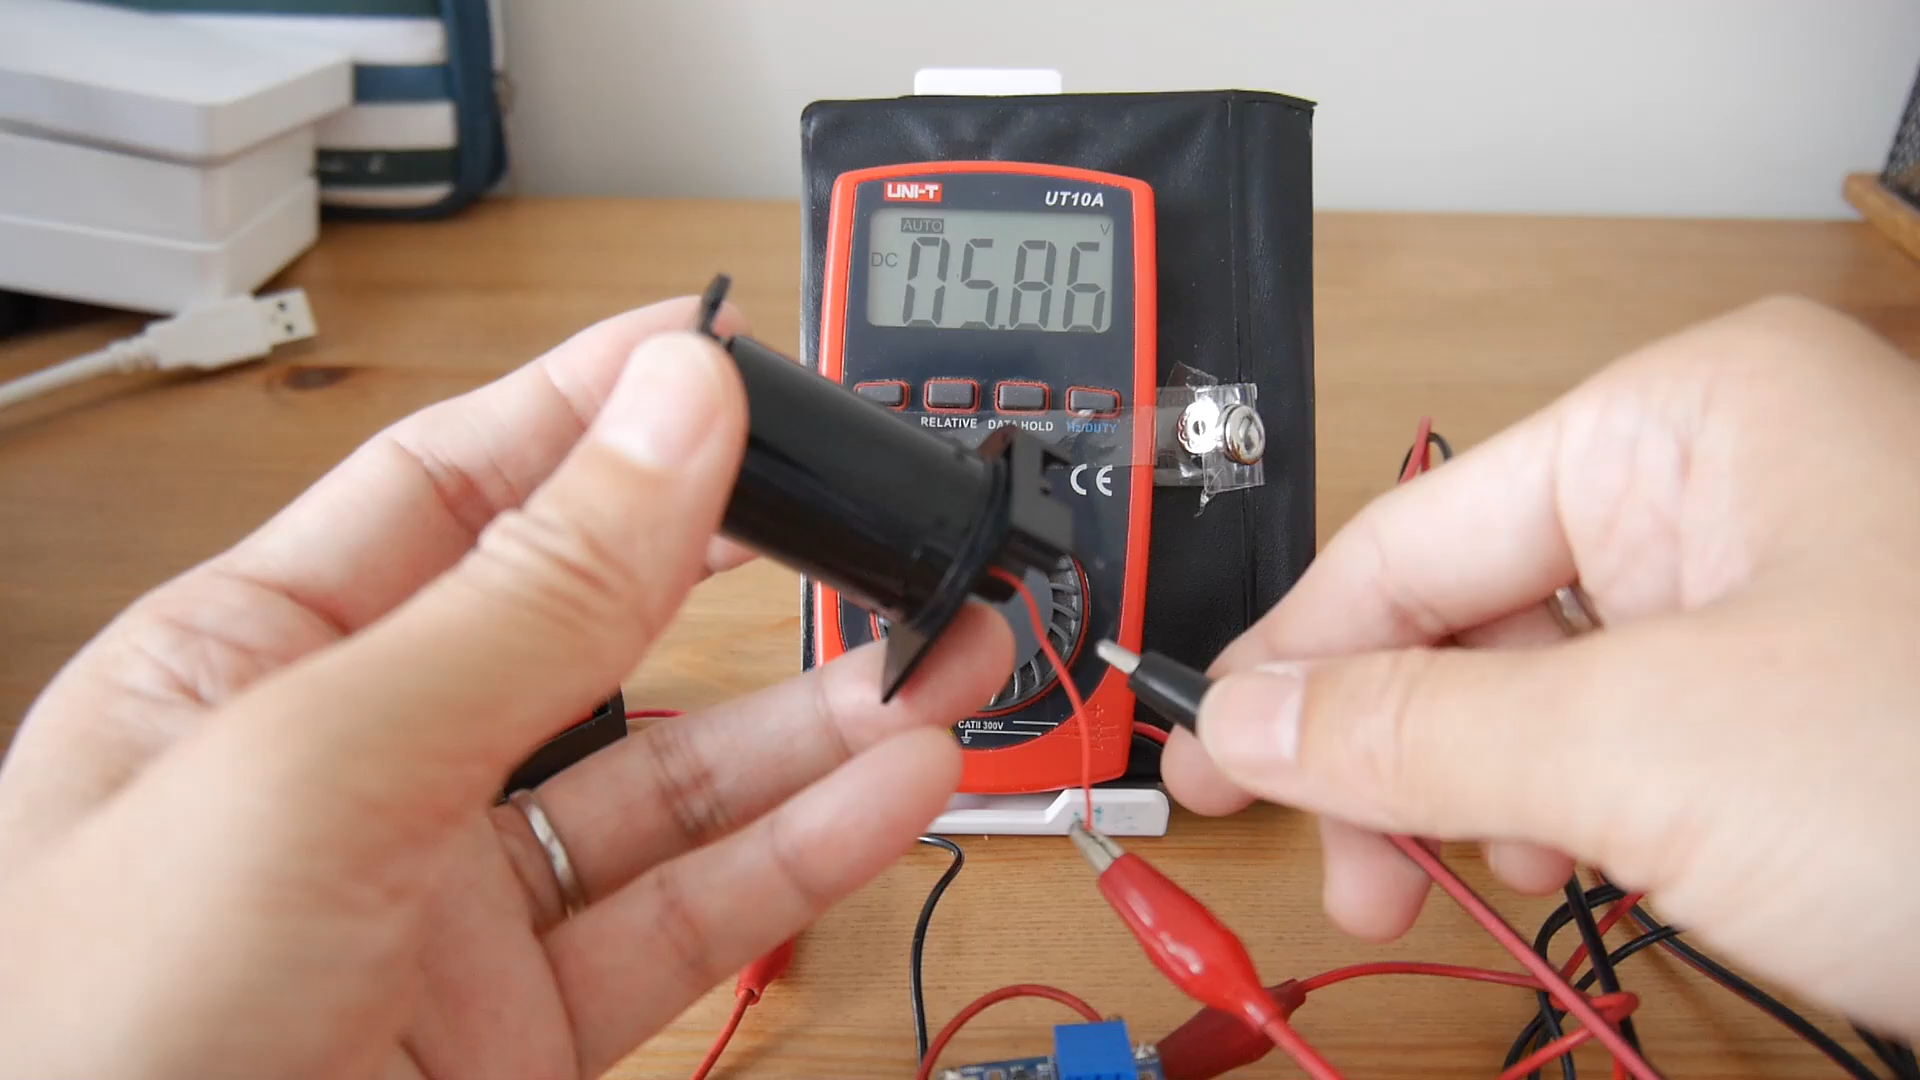 UNI-T
UT10A
AUTO
V
DC
05.86
RELATIVE
DATA HOLD
Hz/DUTY
CE
CATII 300V